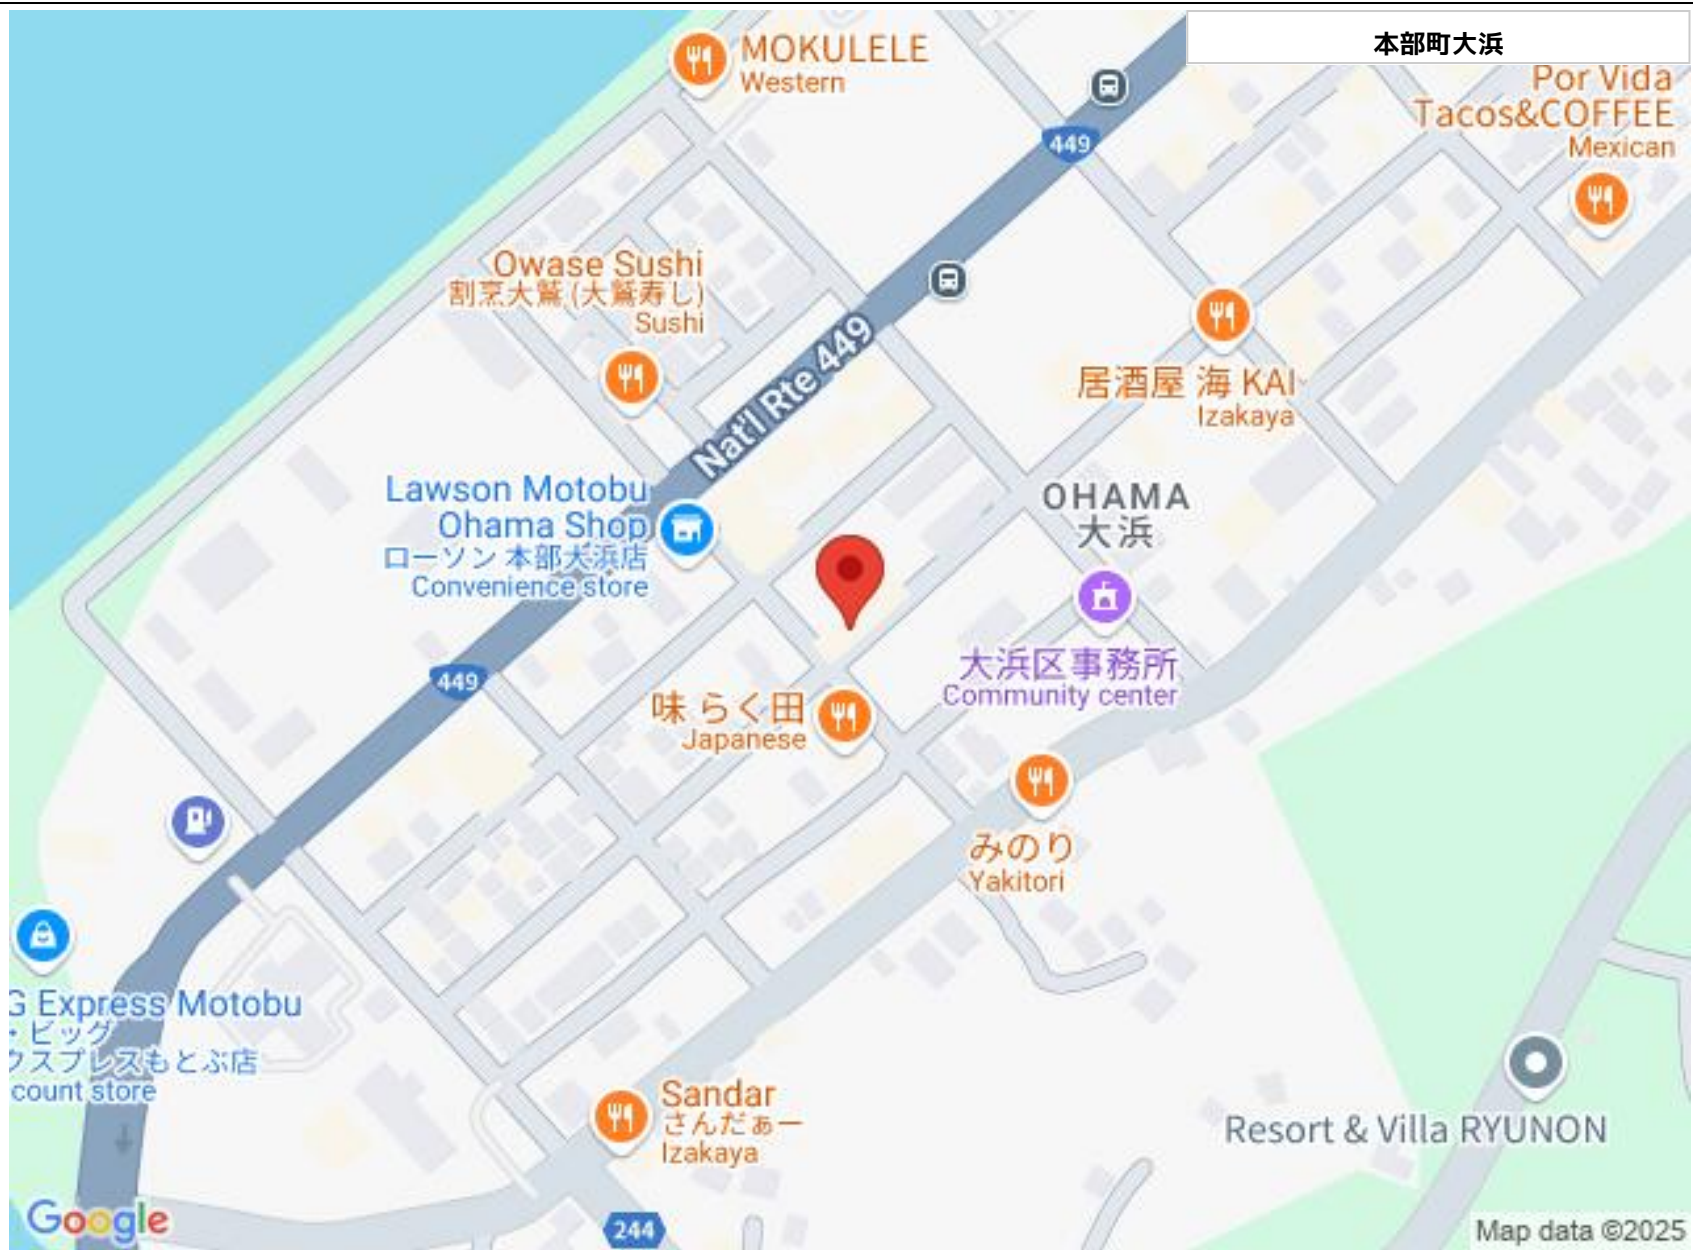 本部町大浜
MOKULELE
Western
449
Por Vida
Tacos&COFFEE
Mexican
Owase Sushi
割烹大鷲 (大鷲寿し)
Sushi
Nat'l Rte 449
居酒屋 海 KAI
Izakaya
Lawson Motobu
Ohama Shop
ローソン 本部大浜店
Convenience store
OHAMA
大浜
449
大浜区事務所
Community center
味 らく田
Japanese
みのり
Yakitori
G Express Motobu
・ビッグ
クスプレスもとぶ店
count store
Sandar
さんだぁー
Izakaya
Resort & Villa RYUNON
244
Google
Map data ©2025